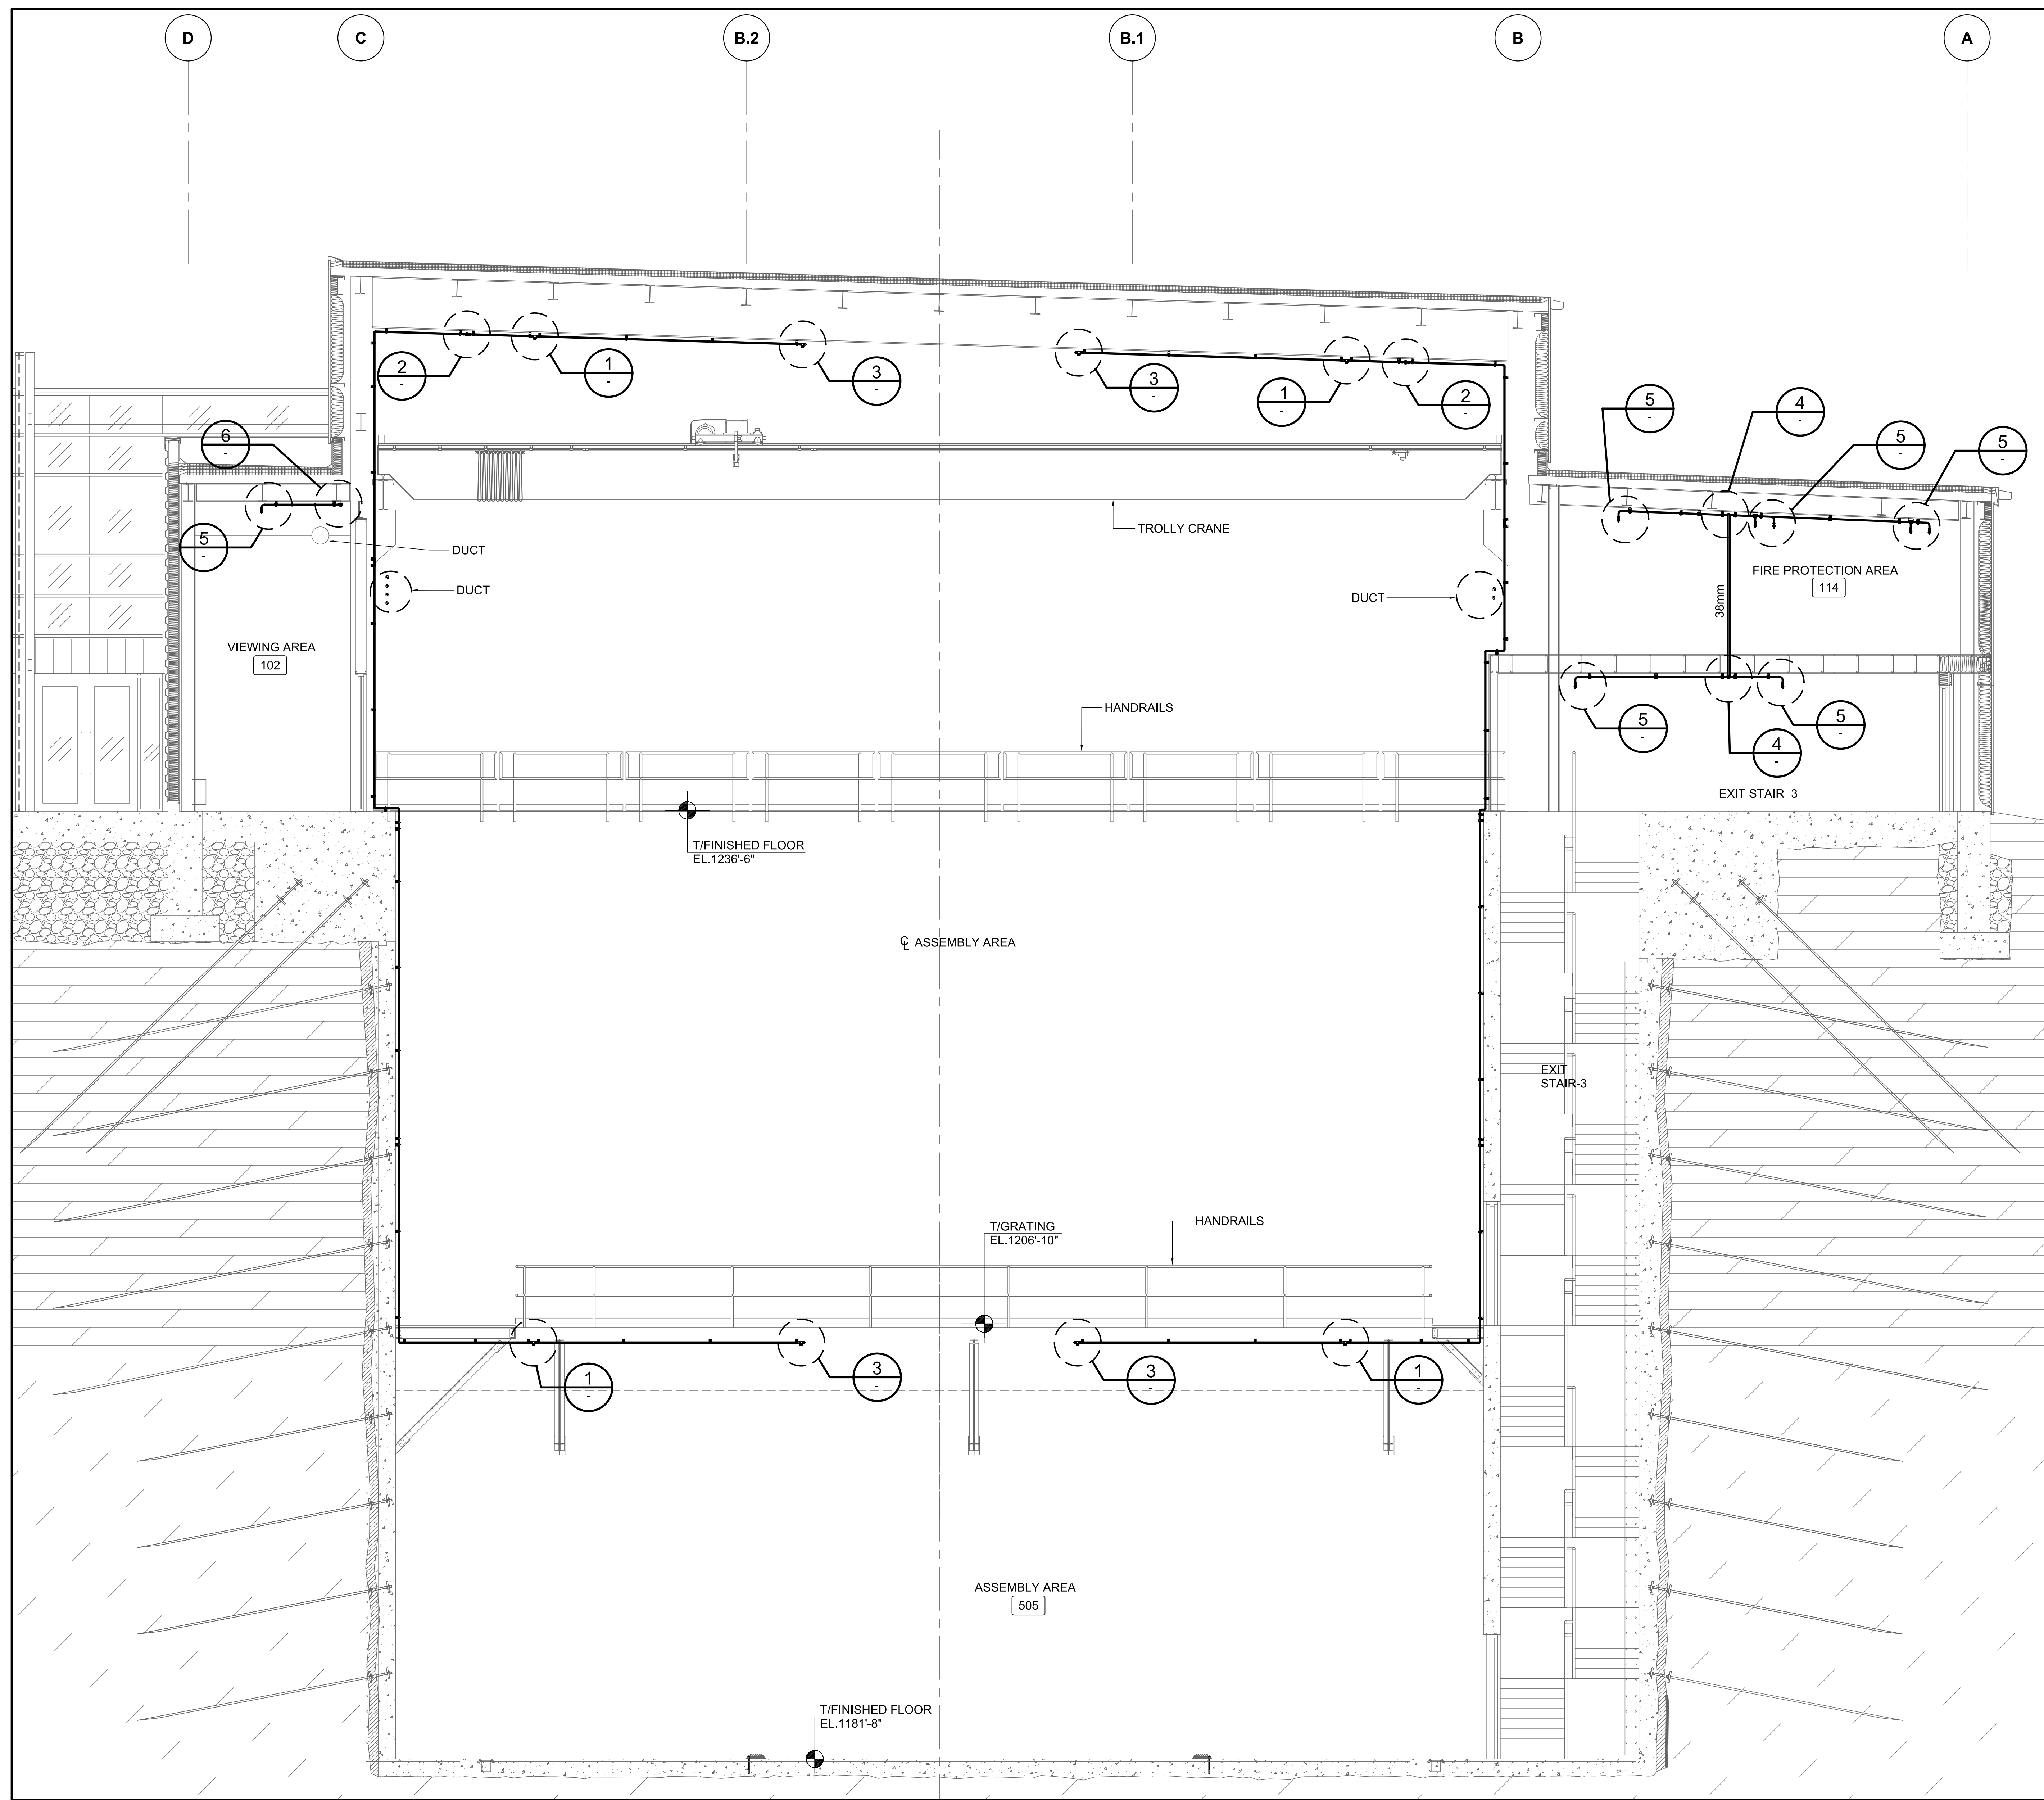 D
C
B.2
B.1
B
A
2
-
1
-
3
-
3
-
1
-
2
-
5
-
4
-
5
-
5
-
6
-
5
-
TROLLY CRANE
DUCT
DUCT
DUCT
FIRE PROTECTION AREA
114
38mm
VIEWING AREA
102
HANDRAILS
5
-
4
-
5
-
EXIT STAIR 3
T/FINISHED FLOOR
EL.1236'-6"
℄ ASSEMBLY AREA
EXIT
STAIR-3
T/GRATING
EL.1206'-10"
HANDRAILS
1
-
3
-
3
-
1
-
ASSEMBLY AREA
505
T/FINISHED FLOOR
EL.1181'-8"